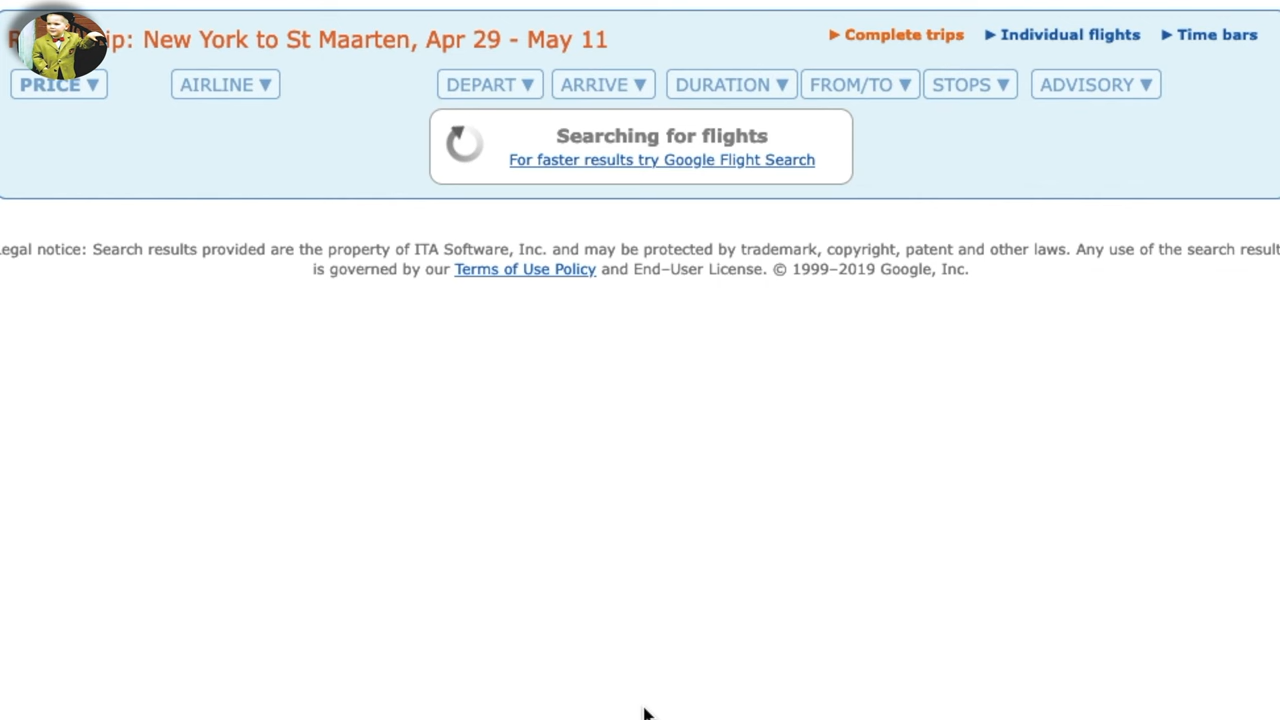 ip: New York to St Maarten, Apr 29 - May 11
▶ Complete trips ▶ Individual flights ▶ Time bars
PRICE ▼ AIRLINE ▼ DEPART ▼ ARRIVE ▼ DURATION ▼ FROM/TO ▼ STOPS ▼ ADVISORY ▼
Searching for flights
For faster results try Google Flight Search
egal notice: Search results provided are the property of ITA Software, Inc. and may be protected by trademark, copyright, patent and other laws. Any use of the search result
is governed by our Terms of Use Policy and End-User License. © 1999-2019 Google, Inc.